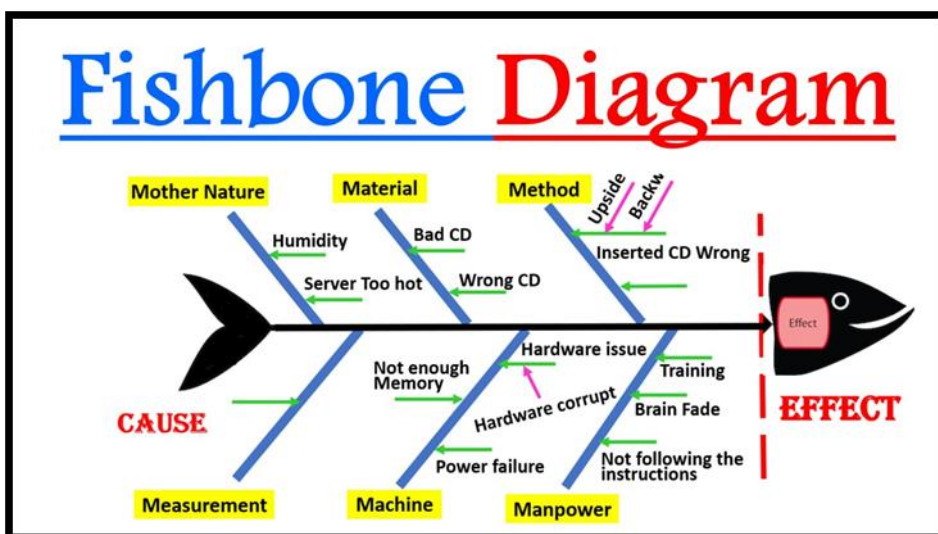 Fishbone Diagram
Mother Nature
Material
Method
Upside
Backw
Humidity
Server Too hot
Bad CD
Wrong CD
Inserted CD Wrong
Effect
Not enough
Memory
Hardware issue
Hardware corrupt
Power failure
Training
Brain Fade
Not following the
instructions
CAUSE
EFFECT
Measurement
Machine
Manpower